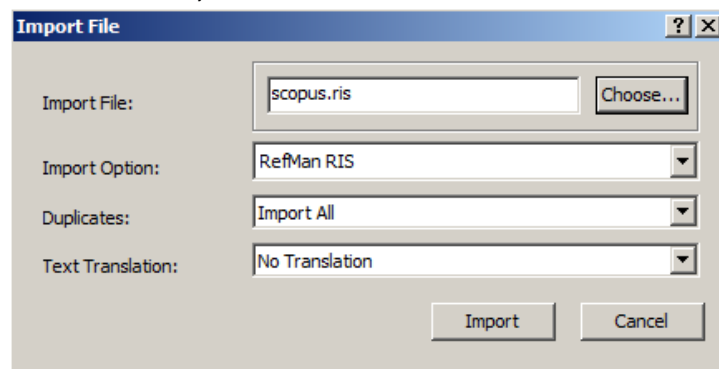 Import File
Import File: scopus.ris Choose...
Import Option: RefMan RIS
Duplicates: Import All
Text Translation: No Translation
Import Cancel